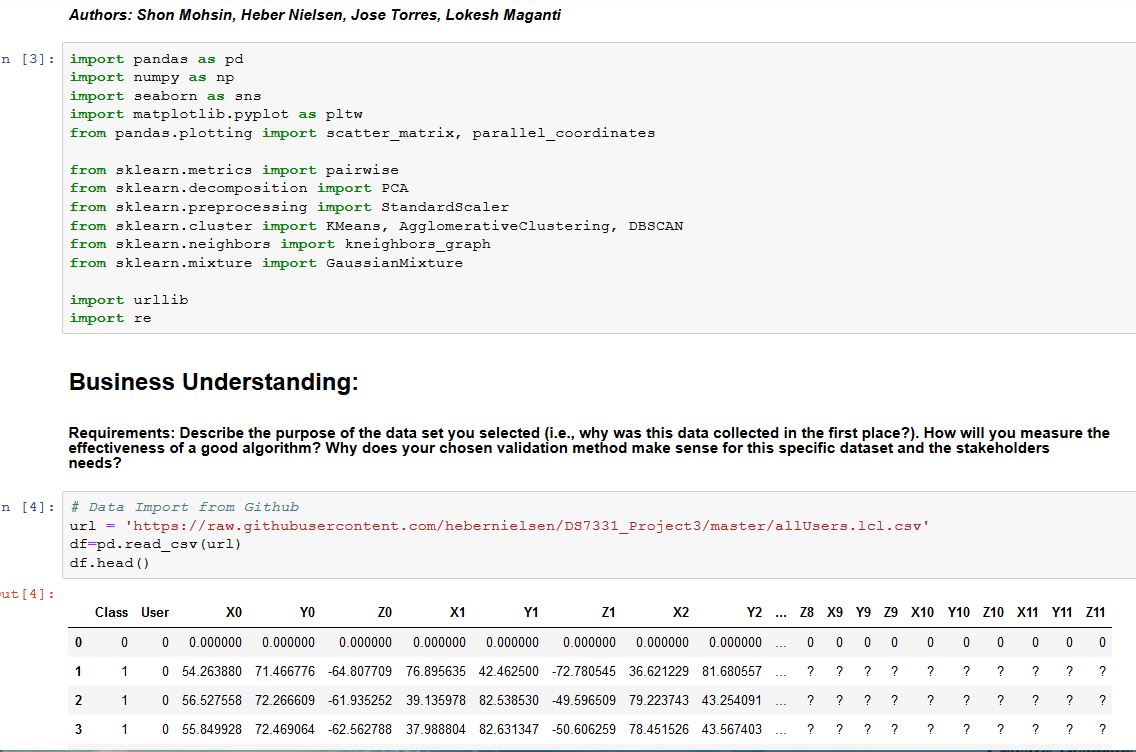 Authors: Shon Mohsin, Heber Nielsen, Jose Torres, Lokesh Maganti
n [3]:
import pandas as pd
import numpy as np
import seaborn as sns
import matplotlib.pyplot as pltw
from pandas.plotting import scatter_matrix, parallel_coordinates
from sklearn.metrics import pairwise
from sklearn.decomposition import PCA
from sklearn.preprocessing import StandardScaler
from sklearn.cluster import KMeans, AgglomerativeClustering, DBSCAN
from sklearn.neighbors import kneighbors_graph
from sklearn.mixture import GaussianMixture
import urllib
import re
Business Understanding:
Requirements: Describe the purpose of the data set you selected (i.e., why was this data collected in the first place?). How will you measure the
effectiveness of a good algorithm? Why does your chosen validation method make sense for this specific dataset and the stakeholders
needs?
n [4]:
# Data Import from Github
url = 'https://raw.githubusercontent.com/hebernielsen/DS7331_Project3/master/allUsers.lcl.csv'
df=pd.read_csv(url)
df.head()
ut[4]:
Class User X0 Y0 Z0 X1 Y1 Z1 X2 Y2 ... Z8 X9 Y9 Z9 X10 Y10 Z10 X11 Y11 Z11
0 0 0 0.000000 0.000000 0.000000 0.000000 0.000000 0.000000 0.000000 0.000000 ... 0 0 0 0 0 0 0 0 0 0
1 1 0 54.263880 71.466776 -64.807709 76.895635 42.462500 -72.780545 36.621229 81.680557 ... ? ? ? ? ? ? ? ? ? ?
2 1 0 56.527558 72.266609 -61.935252 39.135978 82.538530 -49.596509 79.223743 43.254091 ... ? ? ? ? ? ? ? ? ? ?
3 1 0 55.849928 72.469064 -62.562788 37.988804 82.631347 -50.606259 78.451526 43.567403 ... ? ? ? ? ? ? ? ? ? ?